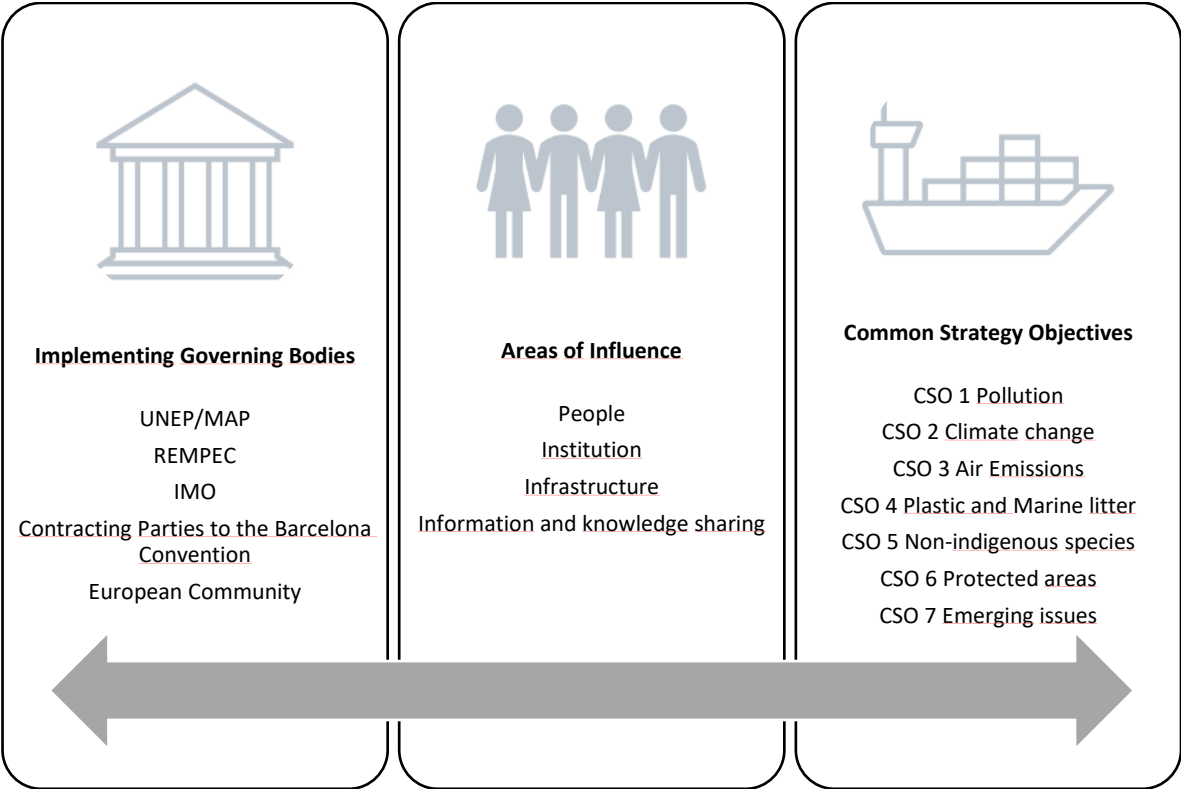 Implementing Governing Bodies
UNEP/MAP
REMPEC
IMO
Contracting Parties to the Barcelona
Convention
European Community
Areas of Influence
People
Institution
Infrastructure
Information and knowledge sharing
Common Strategy Objectives
CSO 1 Pollution
CSO 2 Climate change
CSO 3 Air Emissions
CSO 4 Plastic and Marine litter
CSO 5 Non-indigenous species
CSO 6 Protected areas
CSO 7 Emerging issues